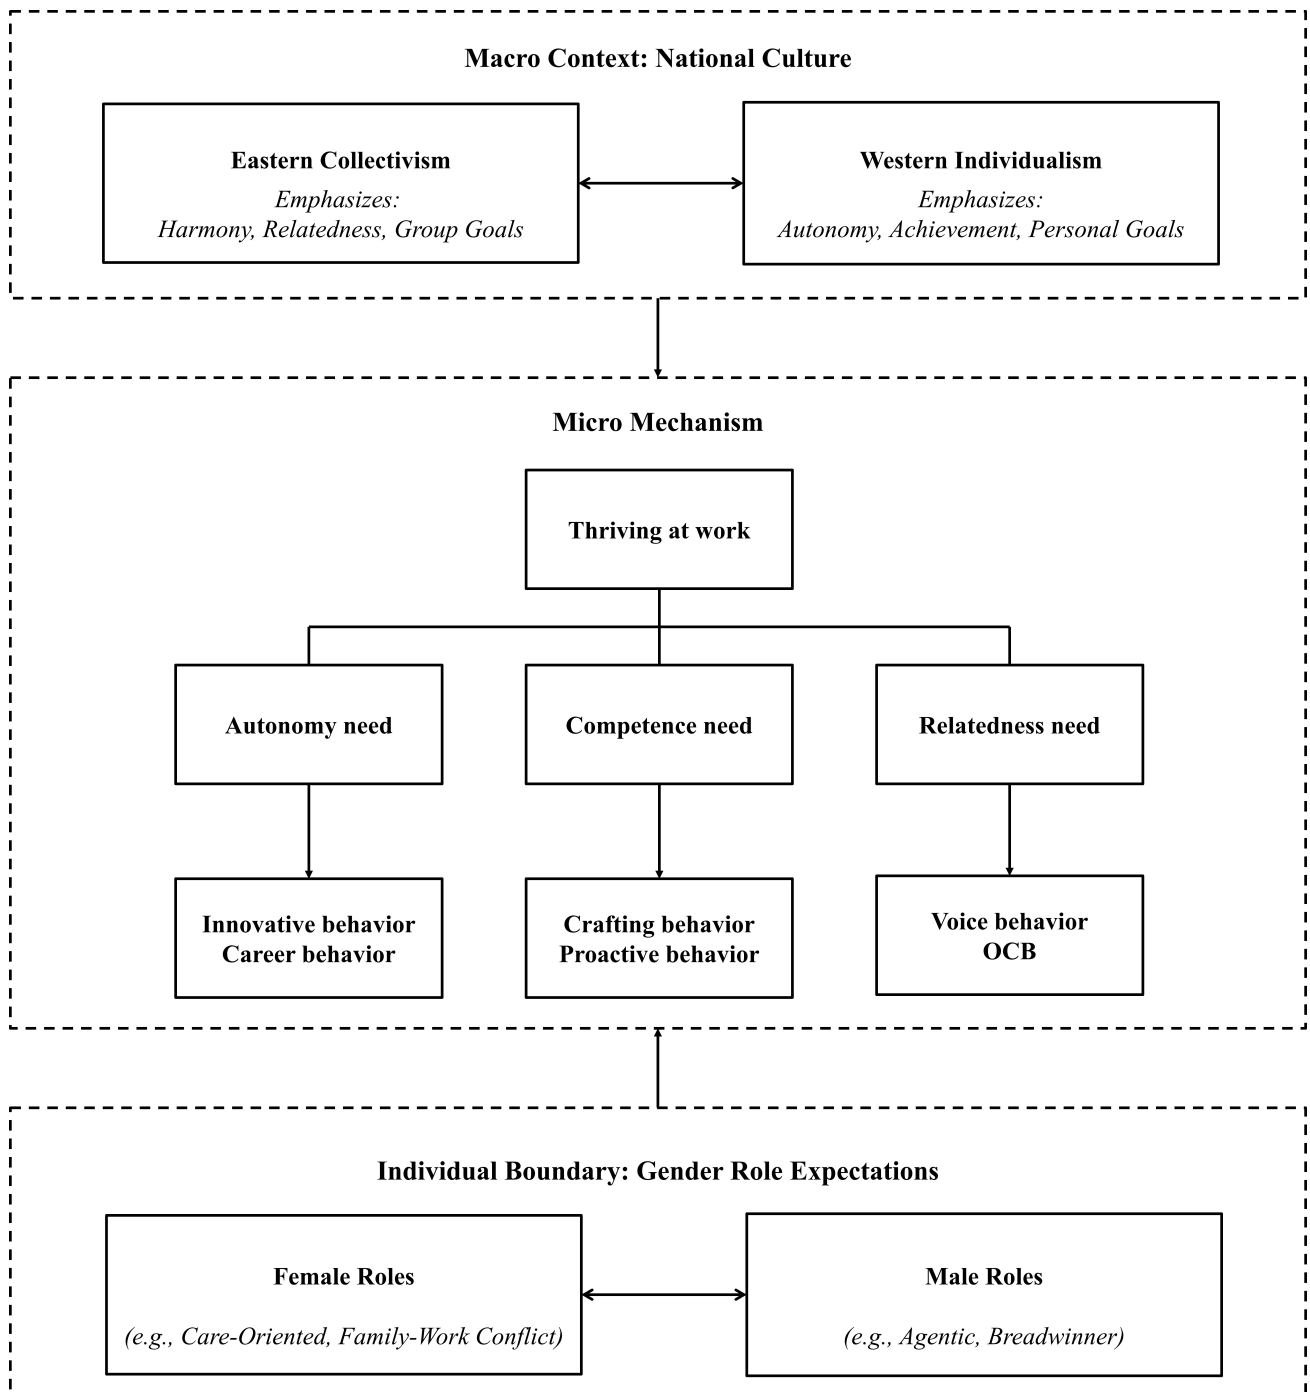 Macro Context: National Culture
Eastern Collectivism
Emphasizes:
Harmony, Relatedness, Group Goals
Western Individualism
Emphasizes:
Autonomy, Achievement, Personal Goals
Micro Mechanism
Thriving at work
Autonomy need
Competence need
Relatedness need
Innovative behavior
Career behavior
Crafting behavior
Proactive behavior
Voice behavior
OCB
Individual Boundary: Gender Role Expectations
Female Roles
(e.g., Care-Oriented, Family-Work Conflict)
Male Roles
(e.g., Agentic, Breadwinner)